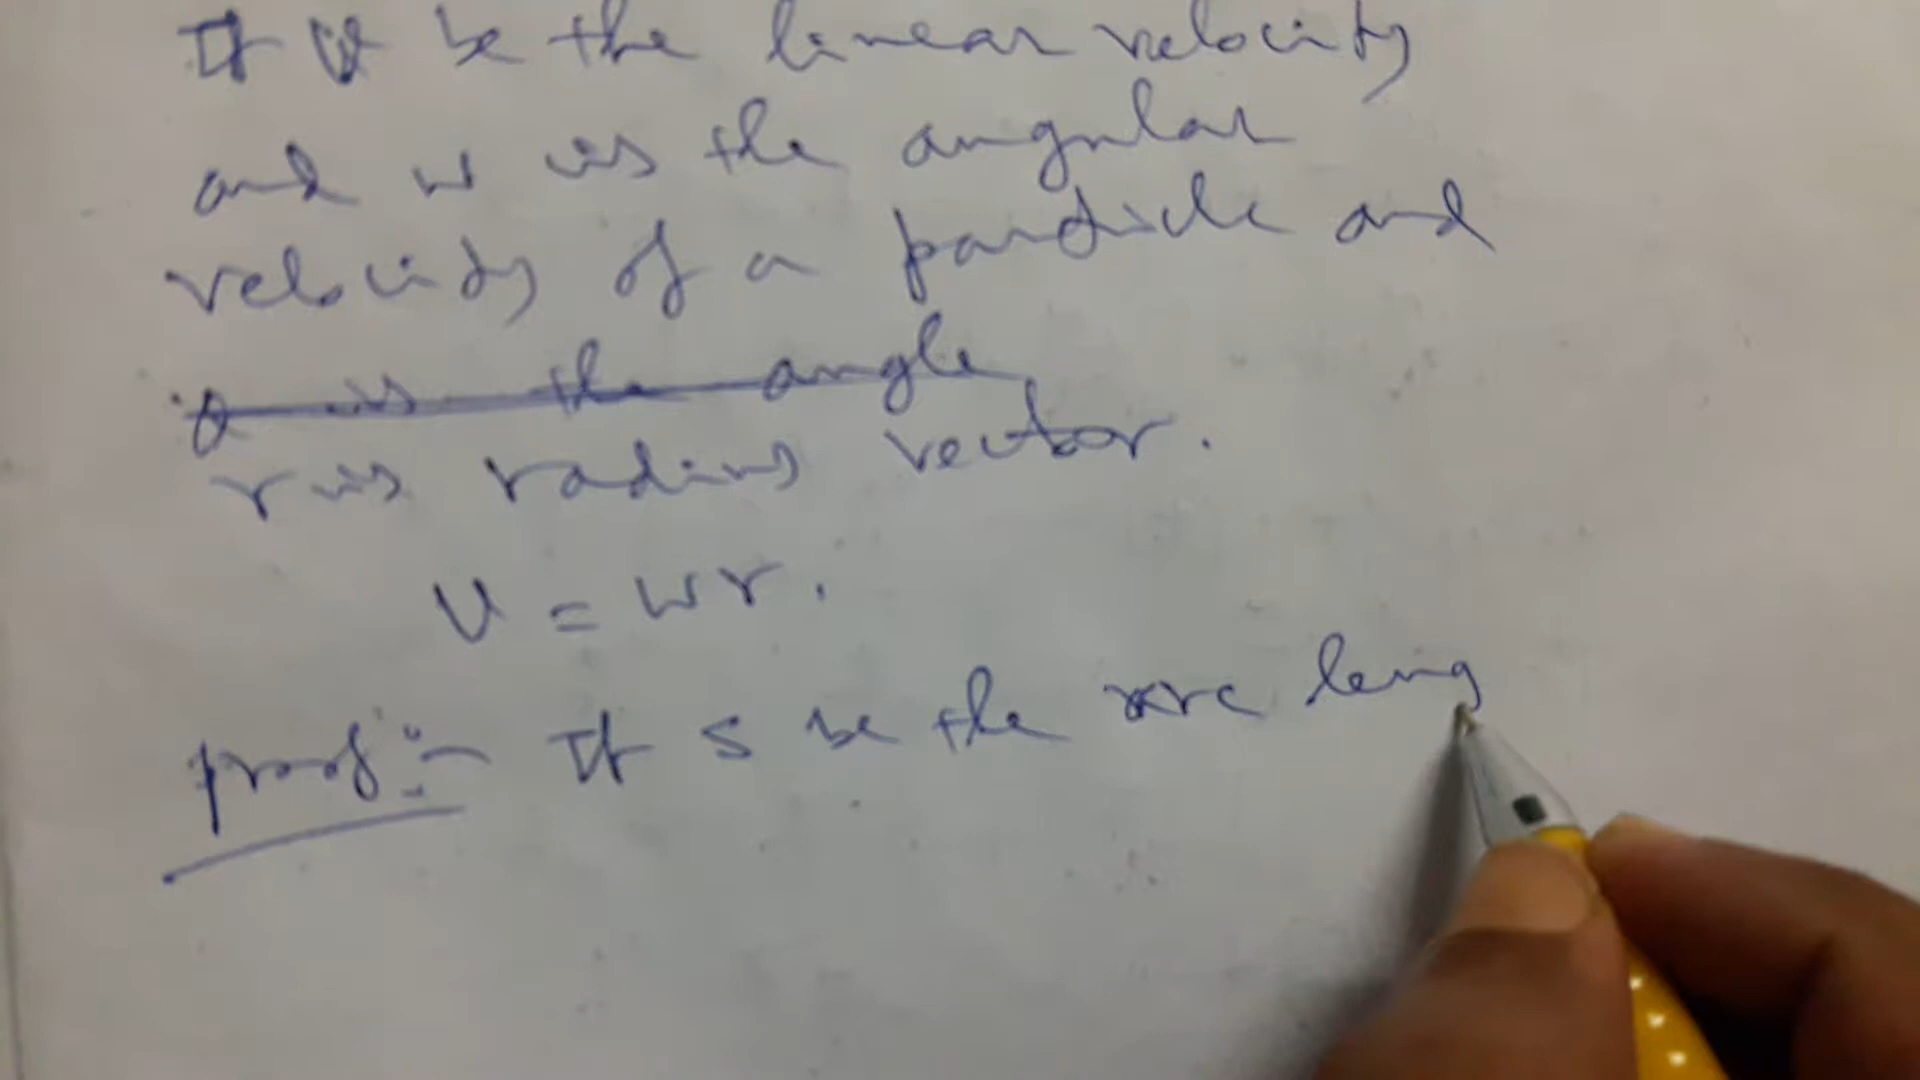 If v be the linear velocity
and w is the angular
velocity of a particle and
θ is the angle
r is radius vector.
v = wr.
proof :- If s be the arc leng